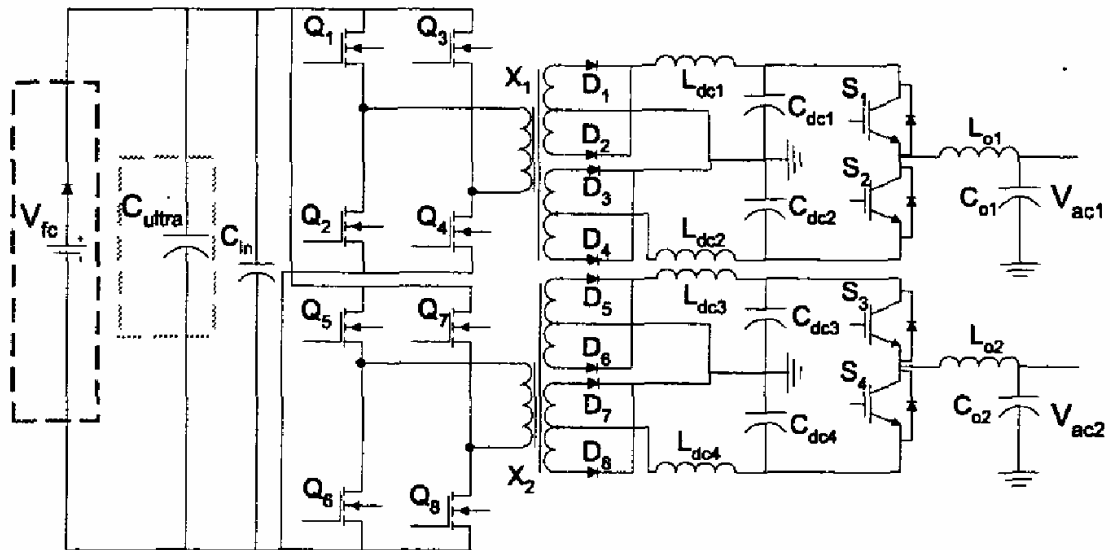 Q1
Q3
X1
D1
Ldc1
Cdc1
S1
Lo1
D2
Q2
Q4
D3
S2
Co1
Vac1
Vfc
+
-
Cultra
Cin
Cdc2
Ldc2
D4
Q5
Q7
D5
Ldc3
S3
Cdc3
Lo2
D6
S4
D7
Co2
Vac2
Cdc4
Q6
Q8
X2
D8
Ldc4